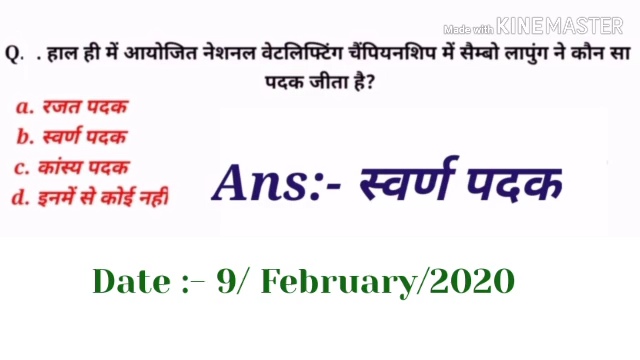 Made with KINEMASTER
Q. . हाल ही में आयोजित नेशनल वेटलिफ्टिंग चैंपियनशिप में सैम्बो लापुंग ने कौन सा
पदक जीता है?
a. रजत पदक
b. स्वर्ण पदक
c. कांस्य पदक
d. इनमें से कोई नही
Ans:- स्वर्ण पदक
Date :- 9/ February/2020